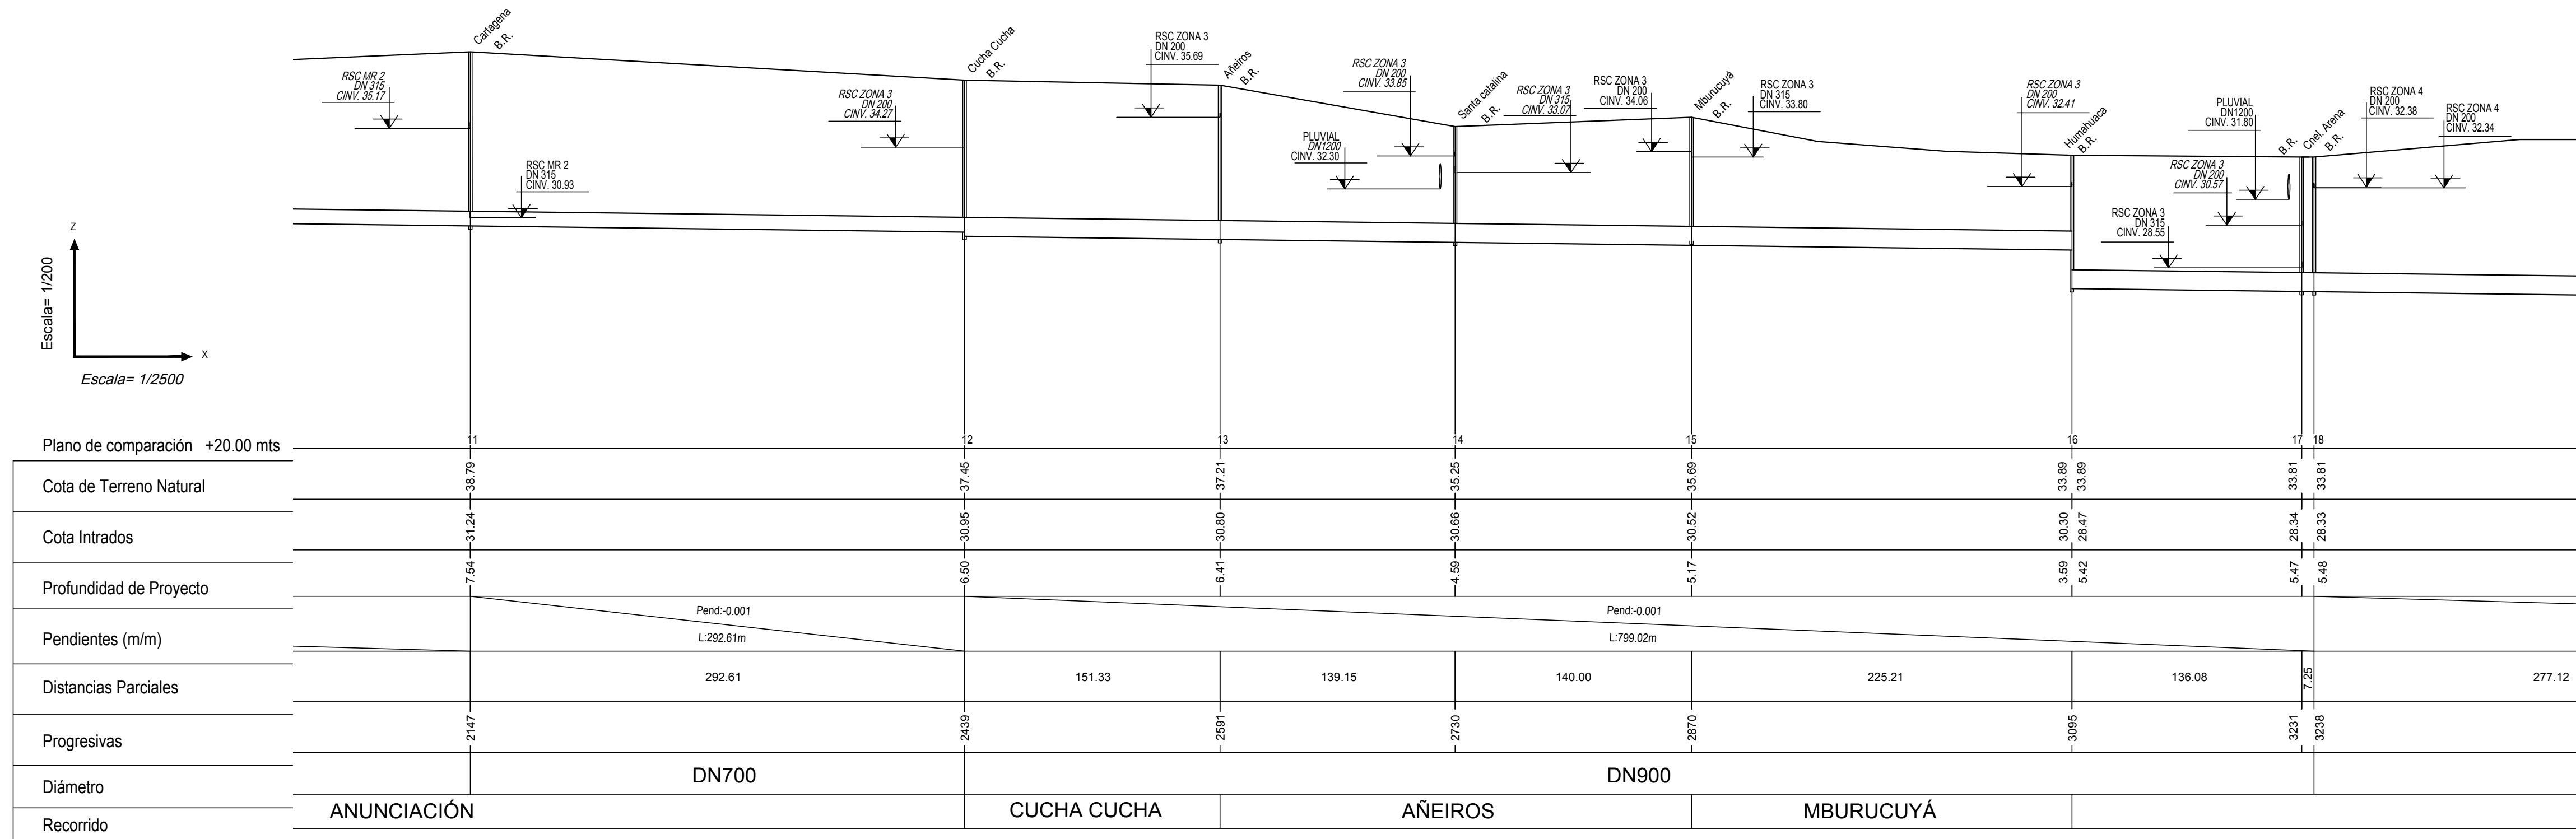 Cartagena
B.R.
RSC MR 2
DN 315
CINV. 35.17
RSC MR 2
DN 315
CINV. 30.93
Cucha Cucha
B.R.
RSC ZONA 3
DN 200
CINV. 34.27
RSC ZONA 3
DN 200
CINV. 35.69
Añeiros
B.R.
PLUVIAL
DN1200
CINV. 32.30
RSC ZONA 3
DN 200
CINV. 33.85
Santa catalina
B.R.
RSC ZONA 3
DN 315
CINV. 33.07
RSC ZONA 3
DN 200
CINV. 34.06
Mburucuyá
B.R.
RSC ZONA 3
DN 315
CINV. 33.80
RSC ZONA 3
DN 200
CINV. 32.41
Humahuaca
B.R.
RSC ZONA 3
DN 315
CINV. 28.55
RSC ZONA 3
DN 200
CINV. 30.57
PLUVIAL
DN1200
CINV. 31.80
B.R.
Cnel. Arena
B.R.
RSC ZONA 4
DN 200
CINV. 32.38
RSC ZONA 4
DN 200
CINV. 32.34
Z
X
Escala= 1/200
Escala= 1/2500
Plano de comparación +20.00 mts
11 12 13 14 15 16 17 18
Cota de Terreno Natural
38.79 37.45 37.21 35.25 35.69 33.89 33.89 33.81 33.81
Cota Intrados
31.24 30.95 30.80 30.66 30.52 30.30 28.47 28.34 28.33
Profundidad de Proyecto
7.54 6.50 6.41 4.59 5.17 3.59 5.42 5.47 5.48
Pendientes (m/m)
Pend:-0.001
L:292.61m
Pend:-0.001
L:799.02m
Distancias Parciales
292.61 151.33 139.15 140.00 225.21 136.08 7.25 277.12
Progresivas
2147 2439 2591 2730 2870 3095 3231 3238
Diámetro
DN700 DN900
Recorrido
ANUNCIACIÓN CUCHA CUCHA AÑEIROS MBURUCUYÁ